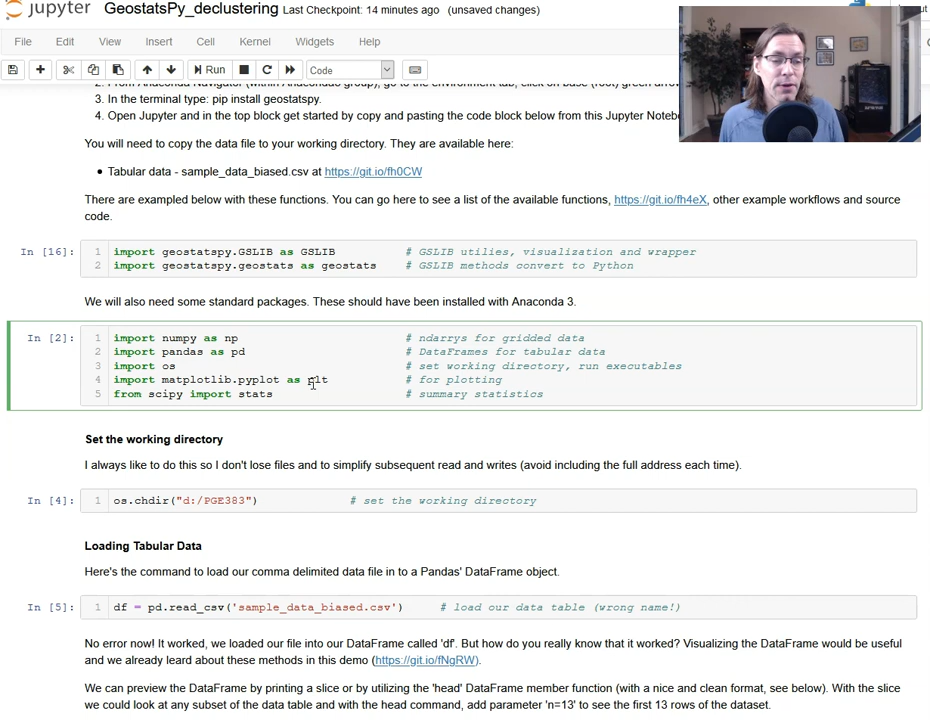 jupyter GeostatsPy_declustering Last Checkpoint: 14 minutes ago (unsaved changes)
File Edit View Insert Cell Kernel Widgets Help
Run Code
3. In the terminal type: pip install geostatspy.
4. Open Jupyter and in the top block get started by copy and pasting the code block below from this Jupyter Notebo
You will need to copy the data file to your working directory. They are available here:
• Tabular data - sample_data_biased.csv at https://git.io/fh0CW
There are exampled below with these functions. You can go here to see a list of the available functions, https://git.io/fh4eX, other example workflows and source
code.
In [16]: 1 import geostatspy.GSLIB as GSLIB # GSLIB utilies, visualization and wrapper
2 import geostatspy.geostats as geostats # GSLIB methods convert to Python
We will also need some standard packages. These should have been installed with Anaconda 3.
In [2]: 1 import numpy as np # ndarrys for gridded data
2 import pandas as pd # DataFrames for tabular data
3 import os # set working directory, run executables
4 import matplotlib.pyplot as plt # for plotting
5 from scipy import stats # summary statistics
Set the working directory
I always like to do this so I don't lose files and to simplify subsequent read and writes (avoid including the full address each time).
In [4]: 1 os.chdir("d:/PGE383") # set the working directory
Loading Tabular Data
Here's the command to load our comma delimited data file in to a Pandas' DataFrame object.
In [5]: 1 df = pd.read_csv('sample_data_biased.csv') # load our data table (wrong name!)
No error now! It worked, we loaded our file into our DataFrame called 'df'. But how do you really know that it worked? Visualizing the DataFrame would be useful
and we already leard about these methods in this demo (https://git.io/fNgRW).
We can preview the DataFrame by printing a slice or by utilizing the 'head' DataFrame member function (with a nice and clean format, see below). With the slice
we could look at any subset of the data table and with the head command, add parameter 'n=13' to see the first 13 rows of the dataset.